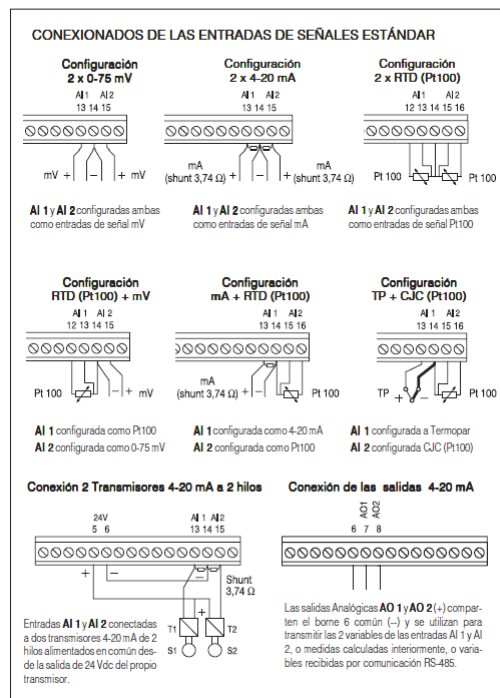 CONEXIONADOS DE LAS ENTRADAS DE SEÑALES ESTÁNDAR
Configuración
2 x 0-75 mV
AI 1 AI 2
13 14 15
mV + – + mV
AI 1 y AI 2 configuradas ambas
como entradas de señal mV
Configuración
2 x 4-20 mA
AI 1 AI 2
13 14 15
mA
(shunt 3,74 Ω) + – + mA
(shunt 3,74 Ω)
AI 1 y AI 2 configuradas ambas
como entradas de señal mA
Configuración
2 x RTD (Pt100)
AI 1 AI 2
12 13 14 15 16
Pt 100 Pt 100
AI 1 y AI 2 configuradas ambas
como entradas de señal Pt100
Configuración
RTD (Pt100) + mV
AI 1 AI 2
12 13 14 15
Pt 100 – + mV
AI 1 configurada como Pt100
AI 2 configurada como 0-75 mV
Configuración
mA + RTD (Pt100)
AI 1 AI 2
13 14 15 16
mA
(shunt 3,74 Ω) + – Pt 100
AI 1 configurada como 4-20 mA
AI 2 configurada como Pt100
Configuración
TP + CJC (Pt100)
AI 1 AI 2
13 14 15 16
TP + – Pt 100
AI 1 configurada a Termopar
AI 2 configurada CJC (Pt100)
Conexión 2 Transmisores 4-20 mA a 2 hilos
24V AI 1 AI 2
5 6 13 14 15
+ – – Shunt
3,74 Ω
+ +
T1 T2
S1 S2
Entradas AI 1 y AI 2 conectadas
a dos transmisores 4-20 mA de 2
hilos alimentados en común des-
de la salida de 24 Vdc del propio
transmisor.
Conexión de las salidas 4-20 mA
AO1 AO2
6 7 8
Las salidas Analógicas AO 1 y AO 2 (+) compar-
ten el borne 6 común (--) y se utilizan para
transmitir las 2 variables de las entradas AI 1 y AI
2, o medidas calculadas interiormente, o varia-
bles recibidas por comunicación RS-485.